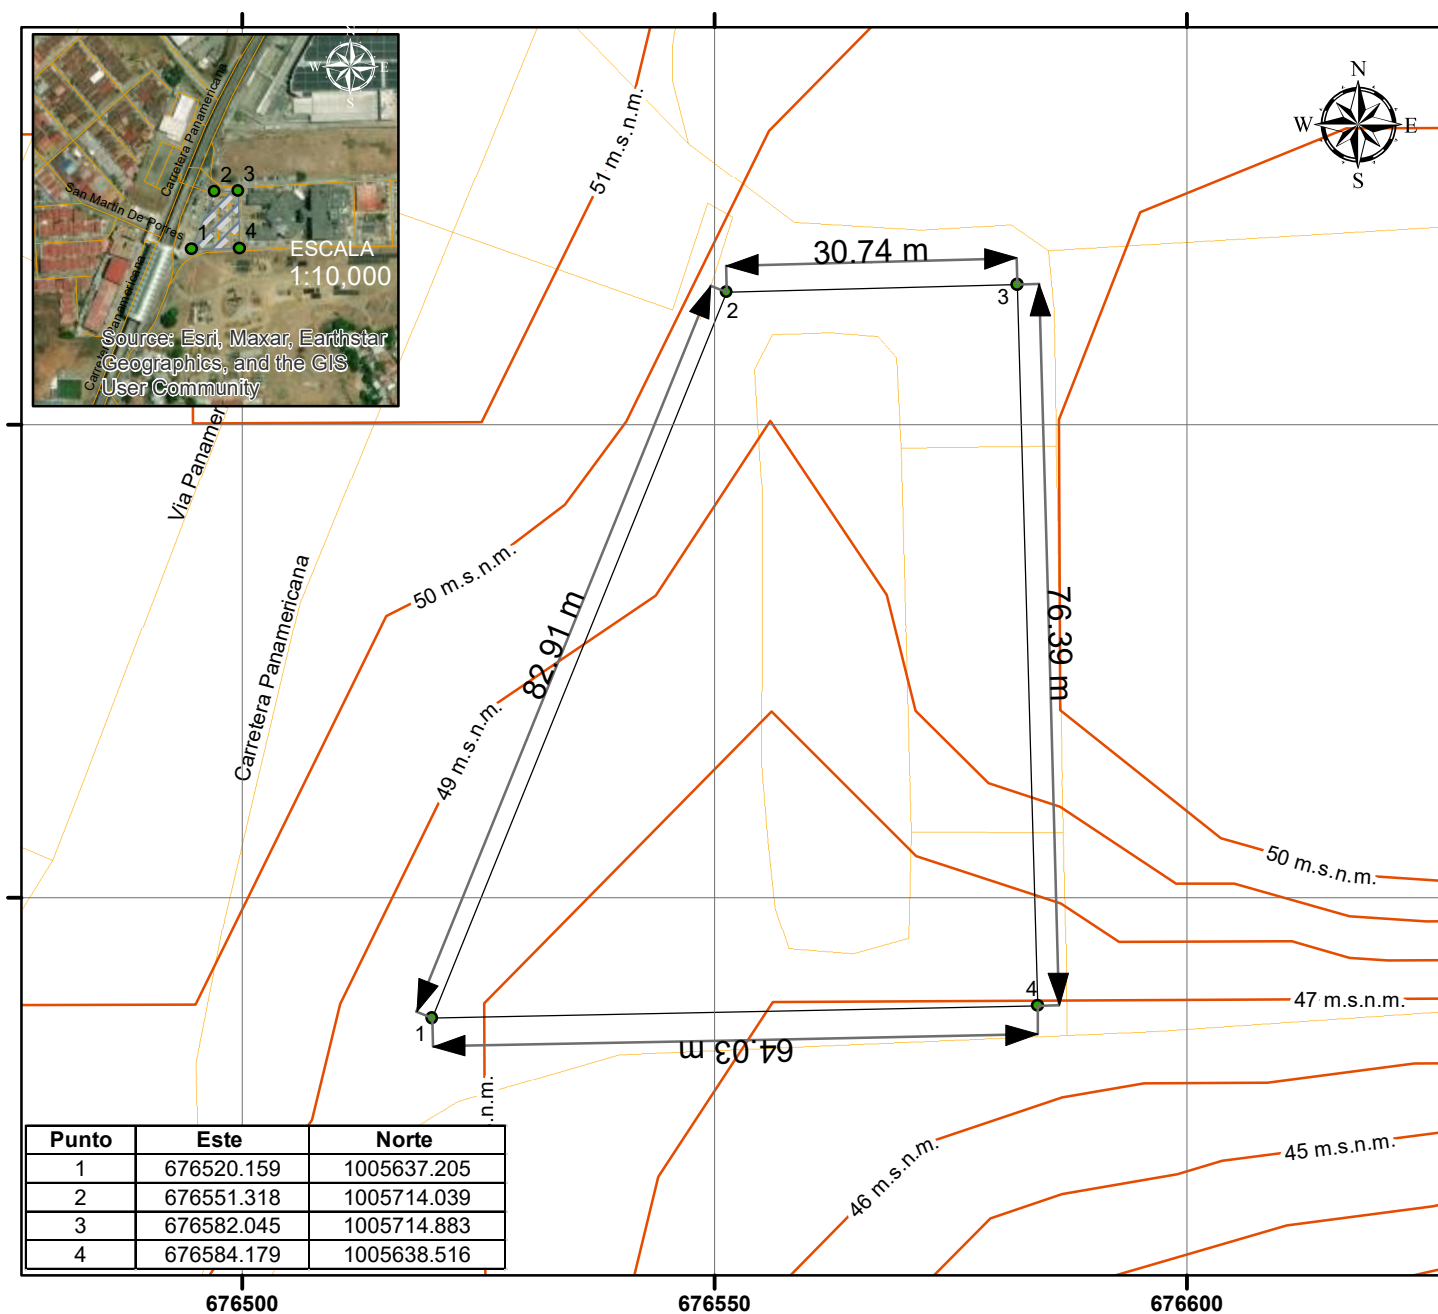 N
W
E
S
Carretera Panamericana
San Martin De Porres
2
3
1
4
ESCALA
1:10,000
Carretera Panamericana
Source: Esri, Maxar, Earthstar
Geographics, and the GIS
User Community
N
W
E
S
51 m.s.n.m.
30.74 m
2
3
Via Panamer
50 m.s.n.m.
82.91 m
76.39 m
Carretera Panamericana
49 m.s.n.m.
50 m.s.n.m.
47 m.s.n.m.
4
1
64.03 m
.n.m.
46 m.s.n.m.
45 m.s.n.m.
Punto Este Norte
1 676520.159 1005637.205
2 676551.318 1005714.039
3 676582.045 1005714.883
4 676584.179 1005638.516
676500 676550 676600